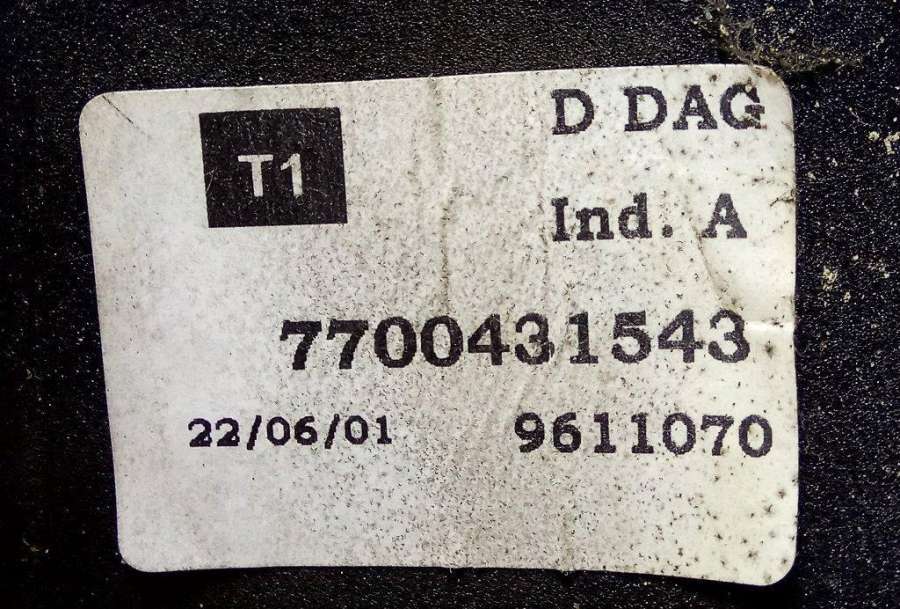 D DAG
T1
Ind. A
7700431543
22/06/01 9611070